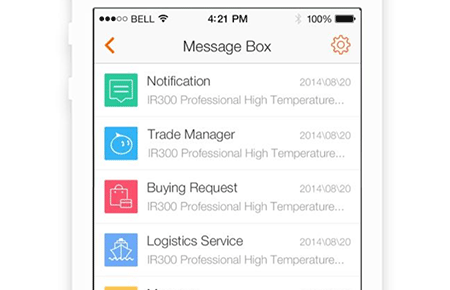 BELL 4:21 PM 100%
Message Box
Notification 2014\08\20
IR300 Professional High Temperature...
Trade Manager 2014\08\20
IR300 Professional High Temperature...
Buying Request 2014\08\20
IR300 Professional High Temperature...
Logistics Service 2014\08\20
IR300 Professional High Temperature...